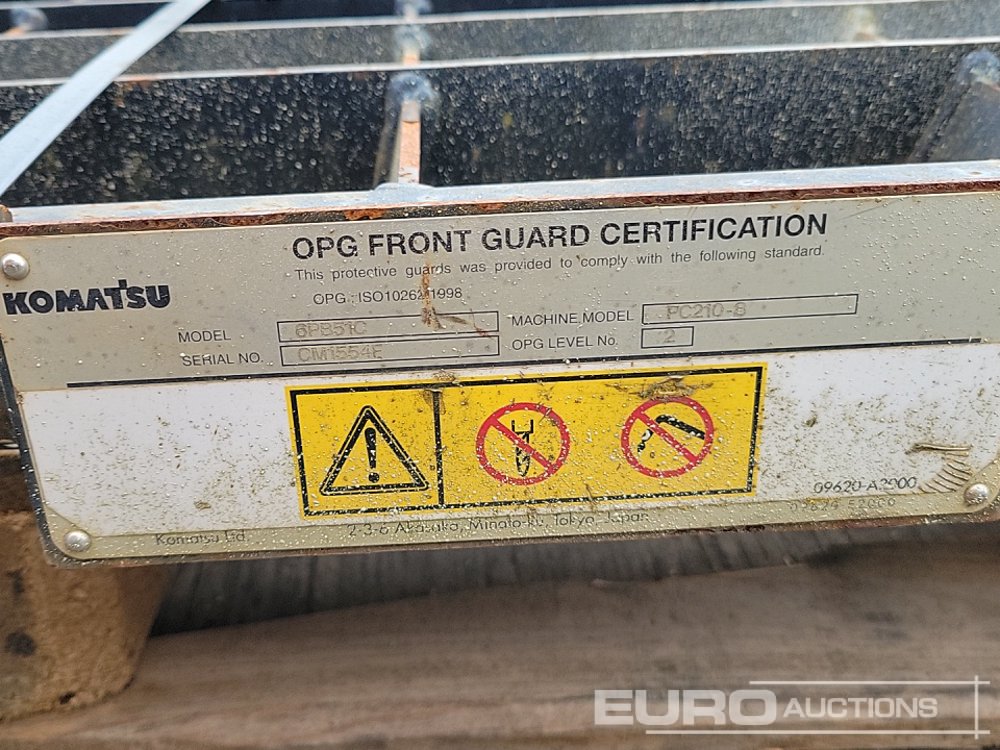 OPG FRONT GUARD CERTIFICATION
This protective guards was provided to comply with the following standard.
KOMATSU
OPG : ISO10262:1998
MODEL 6PB51C MACHINE MODEL PC210-8
SERIAL NO. CM1554E OPG LEVEL No. 2
09620-A2000
Komatsu Ltd. 2-3-6 Akasaka, Minato-ku, Tokyo Japan
EURO AUCTIONS